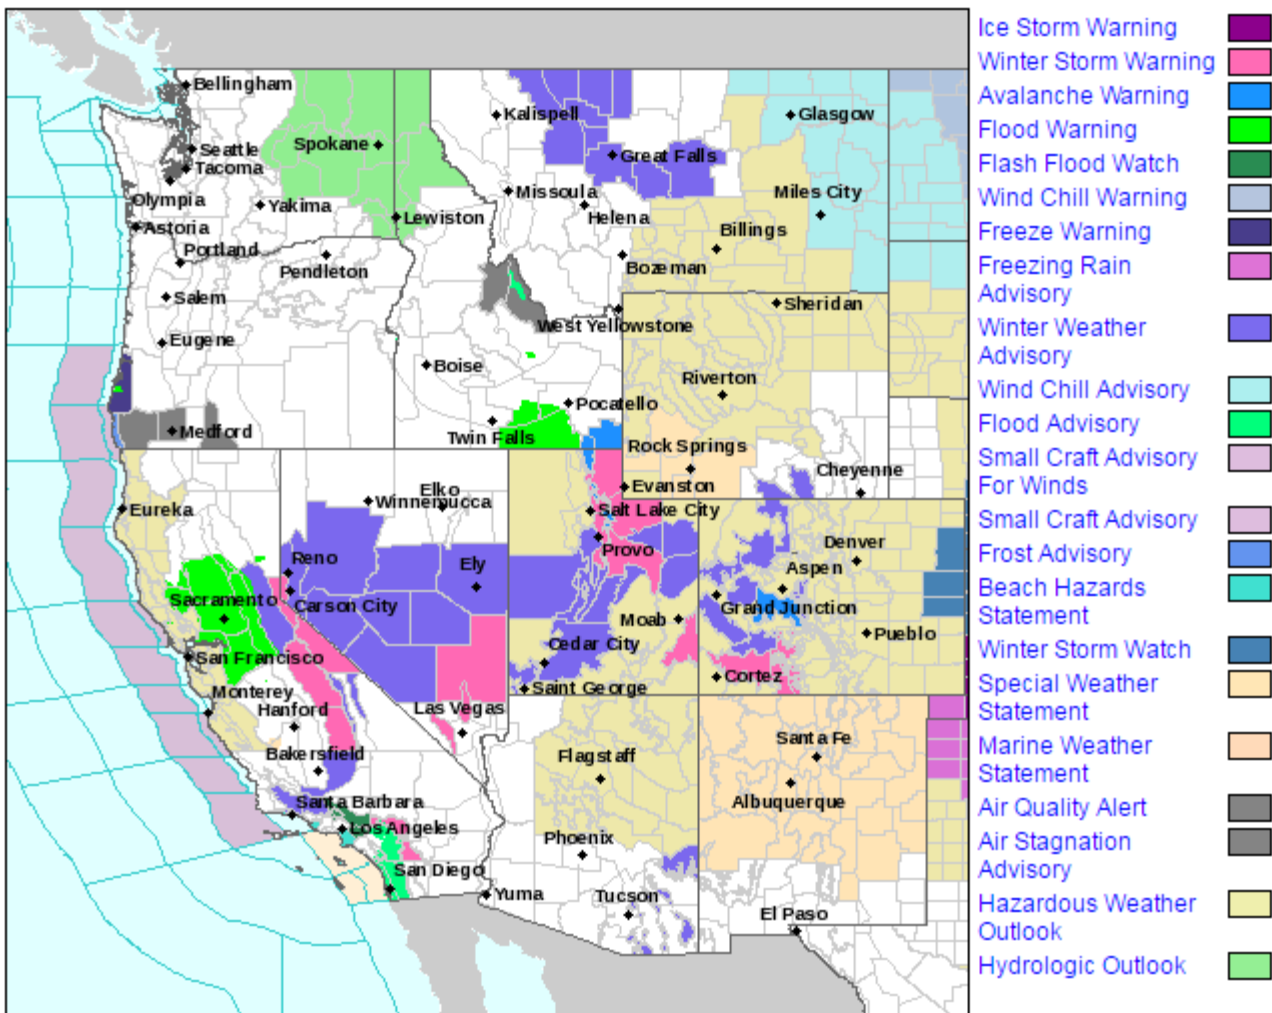 Bellingham
Seattle
Tacoma
Spokane
Olympia
Yakima
Astoria
Lewiston
Portland
Pendleton
Salem
Eugene
Medford
Kalispell
Great Falls
Glasgow
Missoula
Helena
Miles City
Billings
Bozeman
West Yellowstone
Sheridan
Boise
Riverton
Pocatello
Twin Falls
Rock Springs
Cheyenne
Evanston
Eureka
Elko
Winnemucca
Salt Lake City
Reno
Provo
Denver
Ely
Aspen
Sacramento
Carson City
Grand Junction
Moab
Pueblo
San Francisco
Cedar City
Cortez
Monterey
Saint George
Hanford
Las Vegas
Bakersfield
Flagstaff
Santa Fe
Albuquerque
Santa Barbara
Los Angeles
Phoenix
San Diego
Yuma
Tucson
El Paso
Ice Storm Warning
Winter Storm Warning
Avalanche Warning
Flood Warning
Flash Flood Watch
Wind Chill Warning
Freeze Warning
Freezing Rain
Advisory
Winter Weather
Advisory
Wind Chill Advisory
Flood Advisory
Small Craft Advisory
For Winds
Small Craft Advisory
Frost Advisory
Beach Hazards
Statement
Winter Storm Watch
Special Weather
Statement
Marine Weather
Statement
Air Quality Alert
Air Stagnation
Advisory
Hazardous Weather
Outlook
Hydrologic Outlook